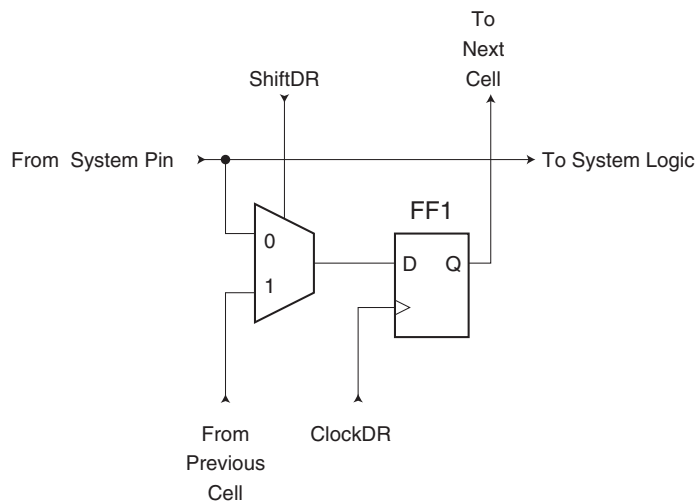 To
Next
Cell
ShiftDR
From System Pin
To System Logic
FF1
0
D Q
1
From
Previous
Cell
ClockDR